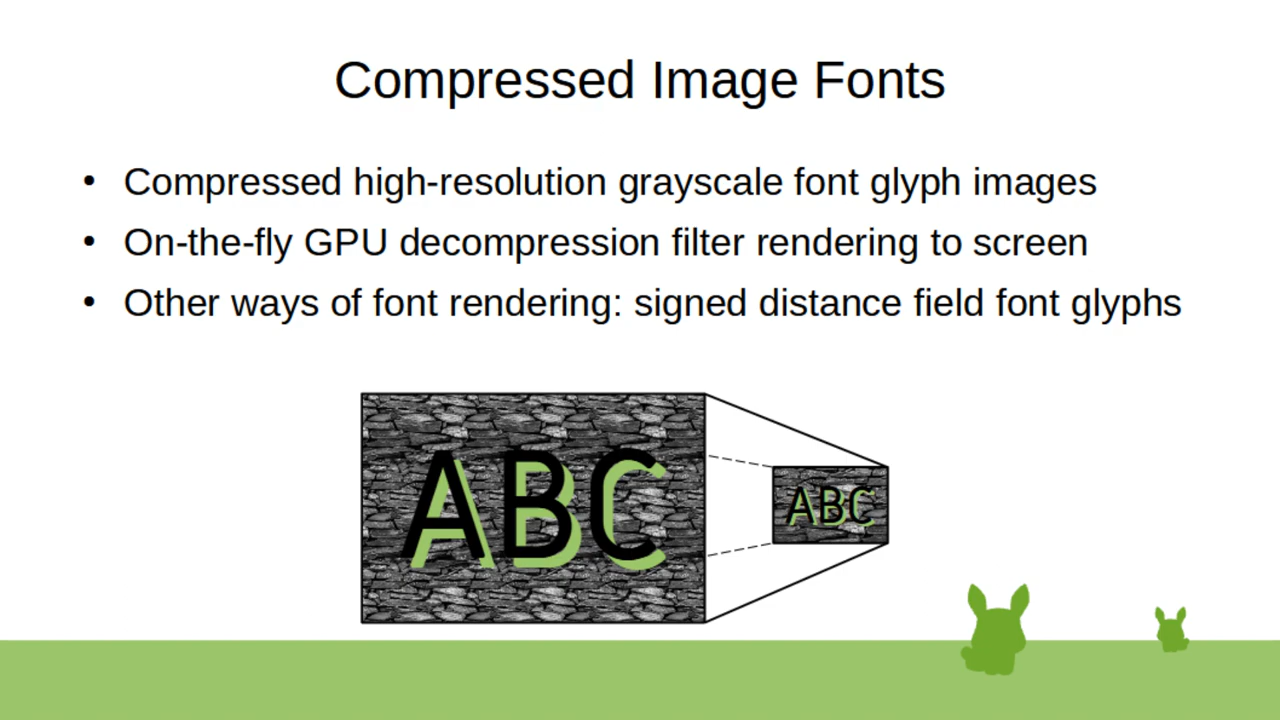 Compressed Image Fonts
• Compressed high-resolution grayscale font glyph images
• On-the-fly GPU decompression filter rendering to screen
• Other ways of font rendering: signed distance field font glyphs
ABC
ABC